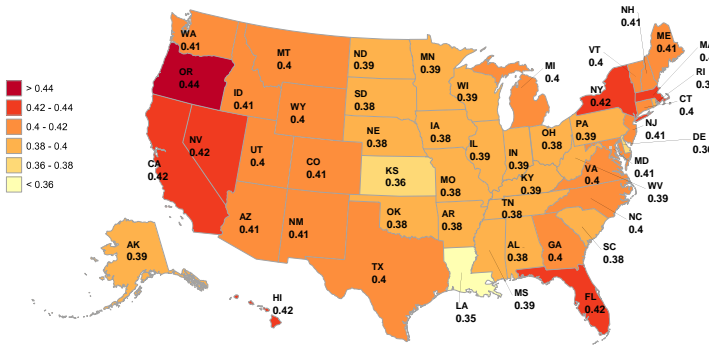 NH
0.41
WA
0.41
ME
0.41
MT
0.4
ND
0.39
MN
0.39
VT
0.4
MI
0.4
RI
OR
0.44
ID
0.41
WI
0.39
NY
0.42
CT
0.4
> 0.44
0.42 - 0.44
0.4 - 0.42
0.38 - 0.4
0.36 - 0.38
< 0.36
WY
0.4
SD
0.38
NJ
0.41
IA
0.38
NE
0.38
PA
0.39
OH
0.38
DE
NV
0.42
IL
0.39
IN
0.39
MD
0.41
CA
0.42
UT
0.4
CO
0.41
KS
0.36
MO
0.38
KY
0.39
VA
0.4
WV
0.39
TN
0.38
NC
0.4
AZ
0.41
NM
0.41
OK
0.38
AR
0.38
SC
0.38
AK
0.39
AL
0.38
GA
0.4
TX
0.4
MS
0.39
HI
0.42
LA
0.35
FL
0.42